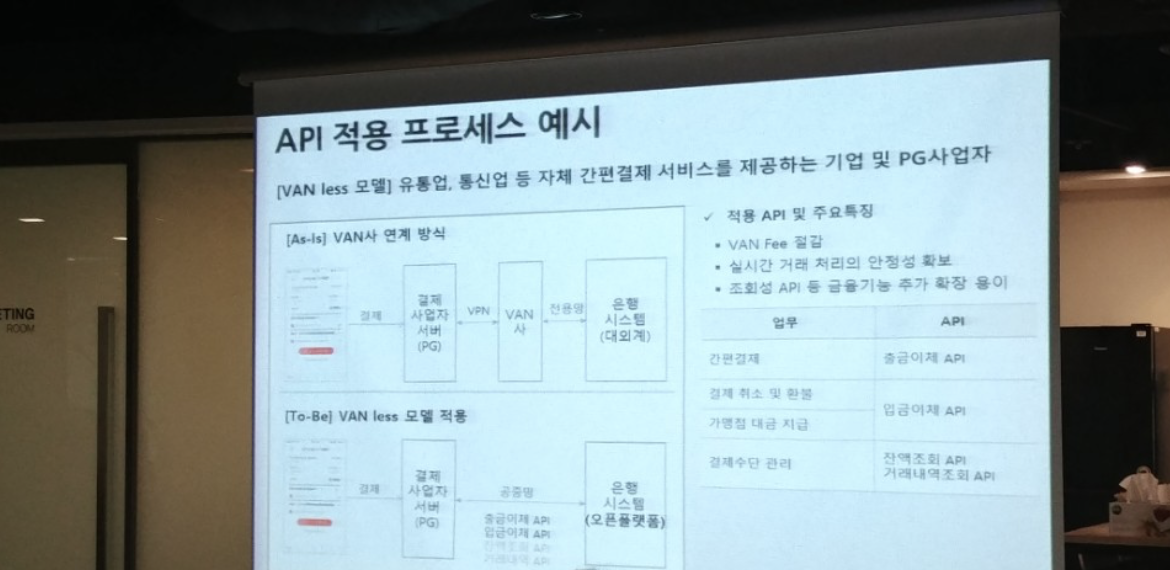 API 적용 프로세스 예시
[VAN less 모델] 유통업, 통신업 등 자체 간편결제 서비스를 제공하는 기업 및 PG사업자
[As-Is] VAN사 연계 방식
결제
결제
사업자
서버
(PG)
VPN
VAN
사
전용망
은행
시스템
(대외계)
[To-Be] VAN less 모델 적용
결제
결제
사업자
서버
(PG)
공중망
출금이체 API
입금이체 API
잔액조회 API
거래내역 API
은행
시스템
(오픈플랫폼)
✓ 적용 API 및 주요특징
▪ VAN Fee 절감
▪ 실시간 거래 처리의 안정성 확보
▪ 조회성 API 등 금융기능 추가 확장 용이
업무 API
간편결제 출금이체 API
결제 취소 및 환불
입금이체 API
가맹점 대금 지급
결제수단 관리
잔액조회 API
거래내역조회 API
ETING
ROOM